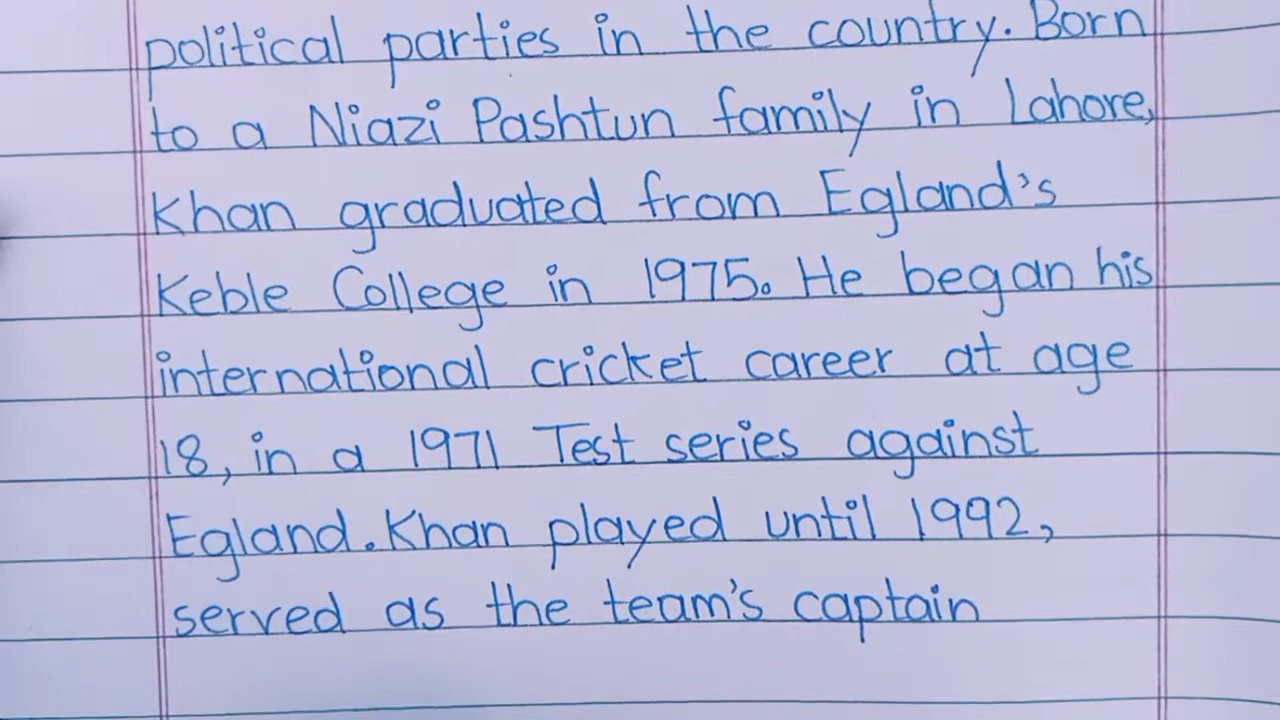 political parties in the country. Born
to a Niazi Pashtun family in Lahore,
Khan graduated from Egland's
Keble College in 1975. He began his
international cricket career at age
18, in a 1971 Test series against
Egland. Khan played until 1992,
served as the team's captain